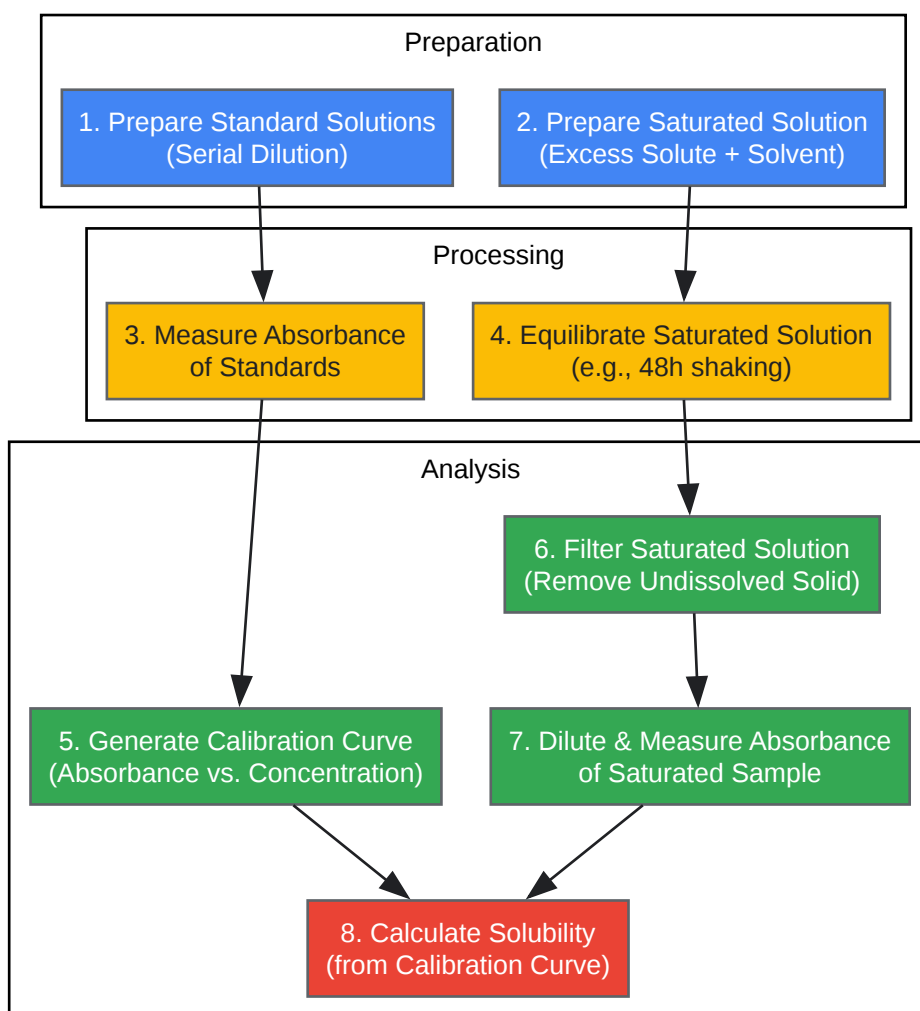 Preparation
1. Prepare Standard Solutions
(Serial Dilution)
2. Prepare Saturated Solution
(Excess Solute + Solvent)
Processing
3. Measure Absorbance
of Standards
4. Equilibrate Saturated Solution
(e.g., 48h shaking)
Analysis
6. Filter Saturated Solution
(Remove Undissolved Solid)
5. Generate Calibration Curve
(Absorbance vs. Concentration)
7. Dilute & Measure Absorbance
of Saturated Sample
8. Calculate Solubility
(from Calibration Curve)